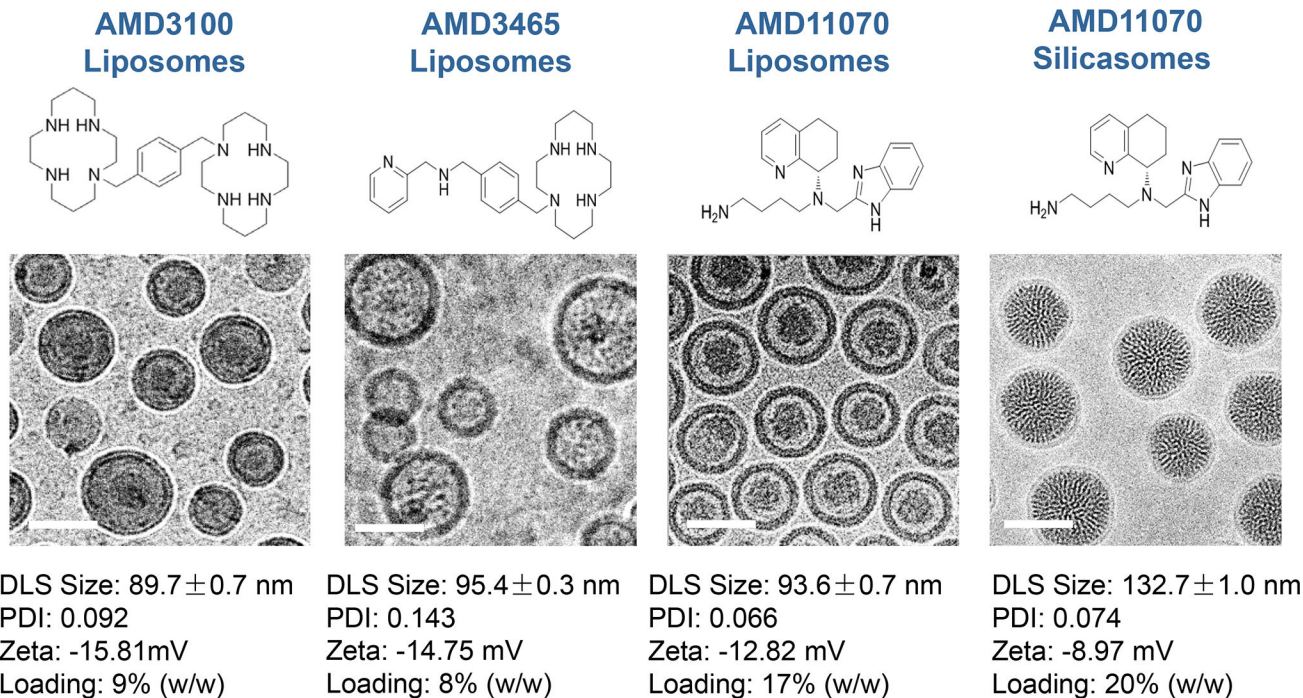 AMD3100
Liposomes
AMD3465
Liposomes
AMD11070
Liposomes
AMD11070
Silicasomes
NH HN
NH N
N HN
NH HN
N
N
H
NH HN
N HN
N
N
H₂N
N
N
H
N
N
H₂N
N
N
H
DLS Size: 89.7±0.7 nm
PDI: 0.092
Zeta: -15.81mV
Loading: 9% (w/w)
DLS Size: 95.4±0.3 nm
PDI: 0.143
Zeta: -14.75 mV
Loading: 8% (w/w)
DLS Size: 93.6±0.7 nm
PDI: 0.066
Zeta: -12.82 mV
Loading: 17% (w/w)
DLS Size: 132.7±1.0 nm
PDI: 0.074
Zeta: -8.97 mV
Loading: 20% (w/w)